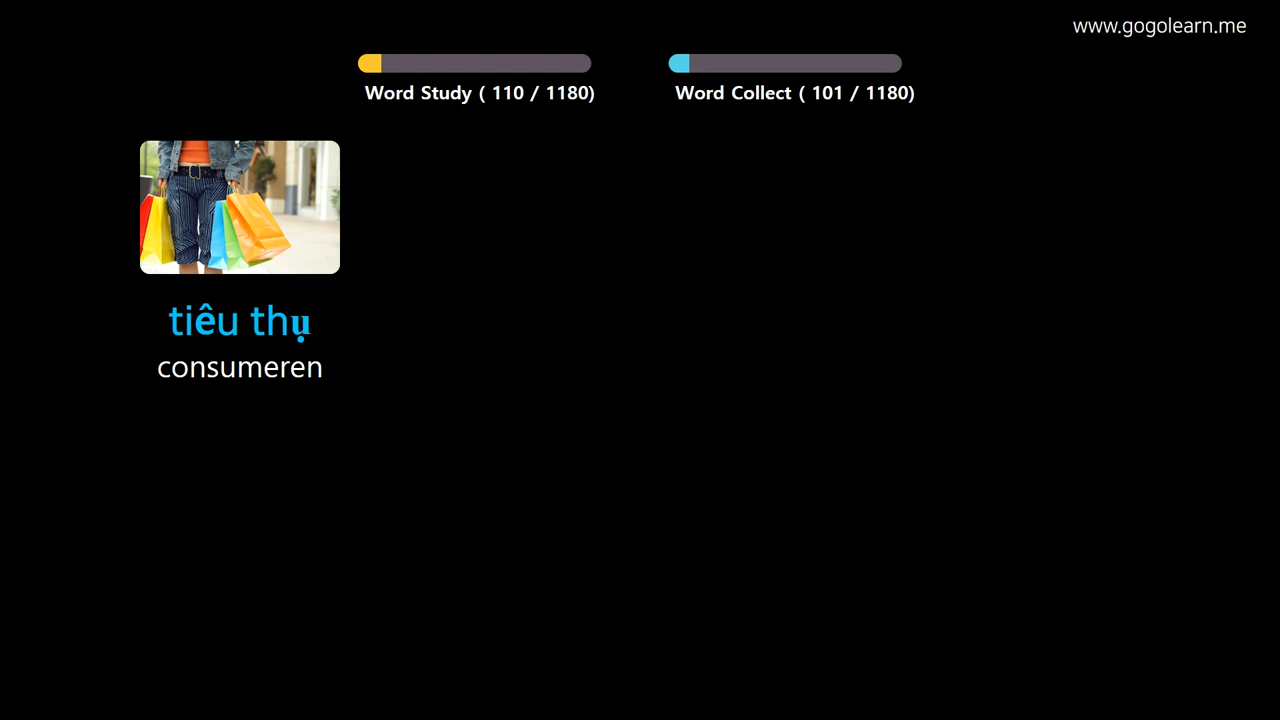 www.gogolearn.me
Word Study ( 110 / 1180)
Word Collect ( 101 / 1180)
tiêu thụ
consumeren